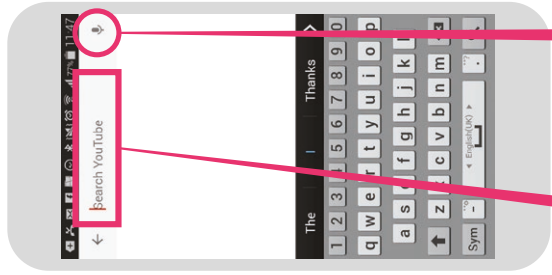 77% 11:47
Search YouTube
The I Thanks
1 2 3 4 5 6 7 8 9 0
q w e r t y u i o p
a s d f g h j k
z x c v b n m
Sym English(UK)